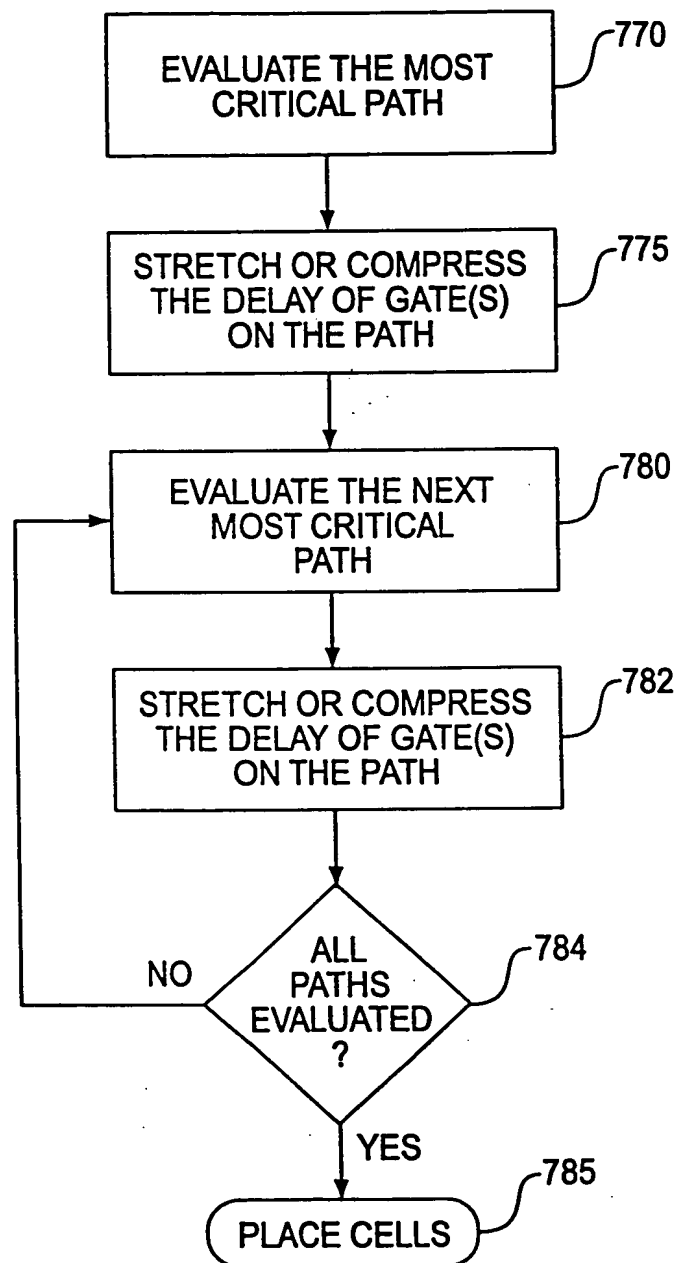 EVALUATE THE MOST
CRITICAL PATH
770
STRETCH OR COMPRESS
THE DELAY OF GATE(S)
ON THE PATH
775
EVALUATE THE NEXT
MOST CRITICAL
PATH
780
STRETCH OR COMPRESS
THE DELAY OF GATE(S)
ON THE PATH
782
ALL
PATHS
EVALUATED
?
784
NO
YES
PLACE CELLS
785